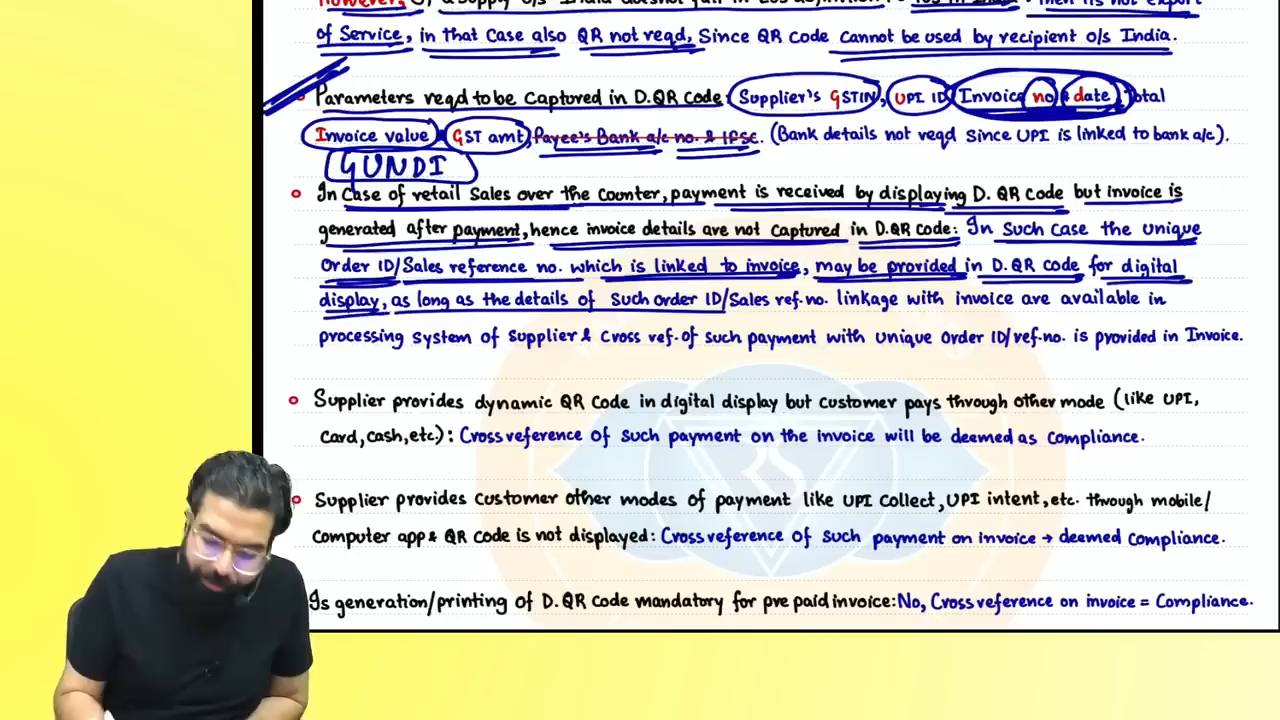 However, if a supply o/s India doesnot fall in
of Service, in that case also QR not reqd, Since QR code cannot be used by recipient o/s India.
Parameters reqd to be Captured in D.QR Code: Supplier's GSTIN, UPI ID, Invoice no & date, Total
Invoice value, GST amt, Payee's Bank a/c no. & IFSC. (Bank details not reqd Since UPI is linked to bank a/c).
GUNDI
In Case of retail Sales over the Counter, payment is received by displaying D. QR code but invoice is
generated after payment, hence invoice details are not captured in D.QR code: In Such Case the unique
Order ID/Sales reference no. which is linked to invoice, may be provided in D.QR code for digital
display, as long as the details of Such order ID/Sales ref.no. linkage with invoice are available in
processing system of Supplier & Cross ref. of such payment with unique Order ID/ref.no. is provided in Invoice.
Supplier provides dynamic QR Code in digital display but customer pays through other mode (like UPI,
Card, cash, etc.): Cross reference of such payment on the invoice will be deemed as compliance.
Supplier provides customer other modes of payment like UPI collect, UPI intent, etc. through mobile/
Computer app & QR code is not displayed: Cross reference of such payment on invoice → deemed compliance.
Is generation/printing of D.QR Code mandatory for pre paid invoice: No, Cross reference on invoice = Compliance.